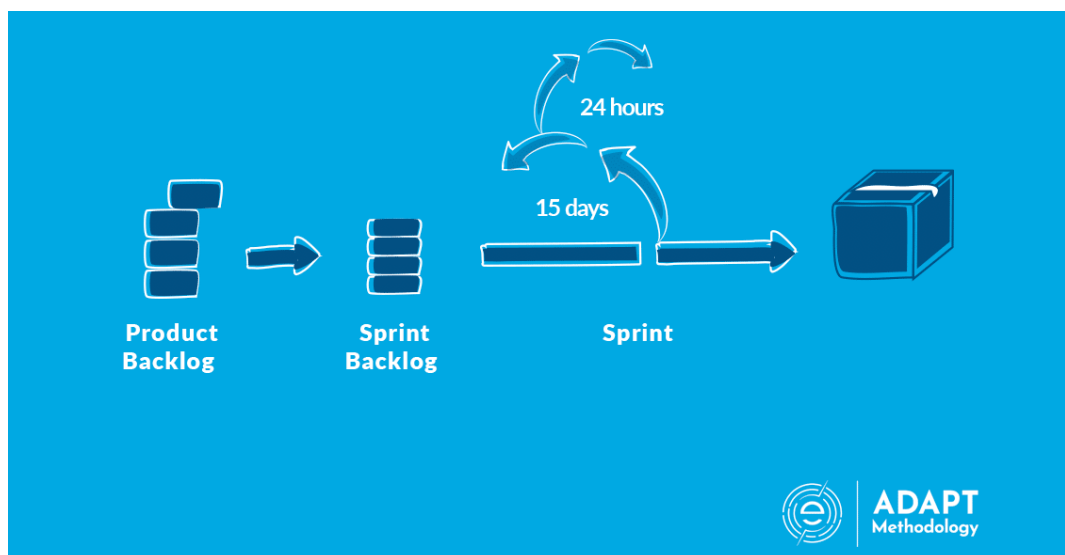 24 hours
15 days
Product
Backlog
Sprint
Backlog
Sprint
e
ADAPT
Methodology